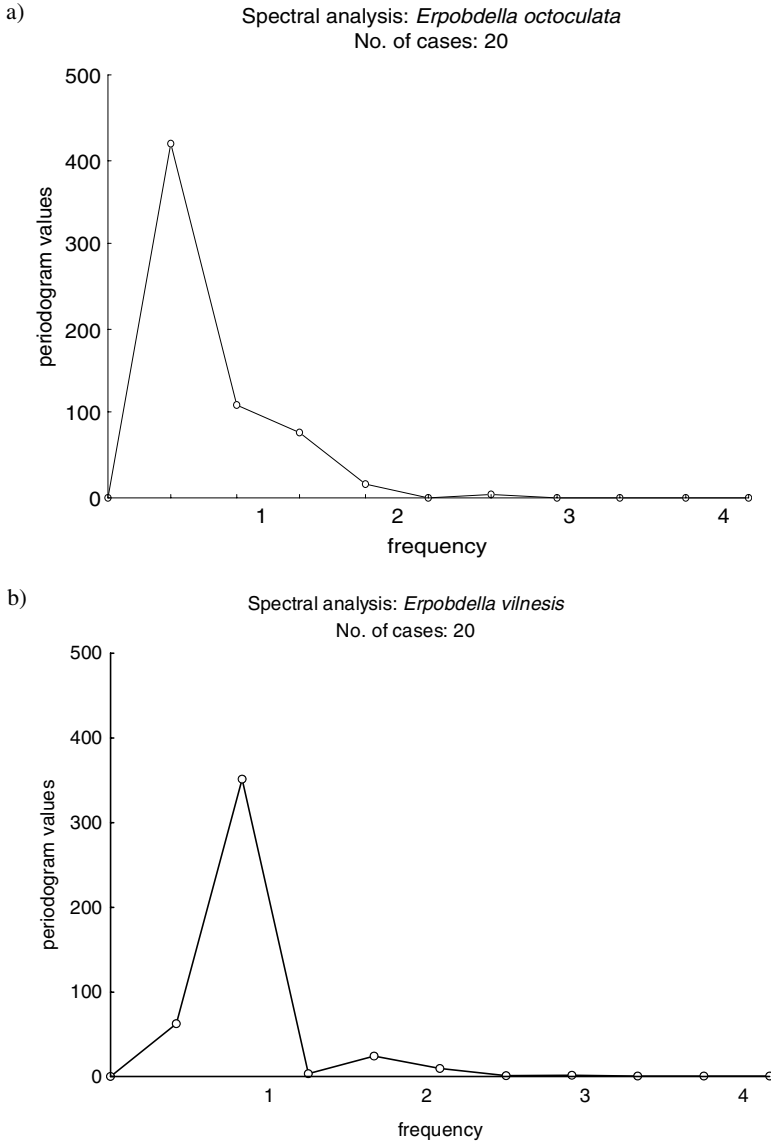 a)
Spectral analysis: Erpobdella octoculata
No. of cases: 20
500
400
300
200
100
0
periodogram values
1 2 3 4
frequency
b)
Spectral analysis: Erpobdella vilnesis
No. of cases: 20
500
400
300
200
100
0
periodogram values
1 2 3 4
frequency